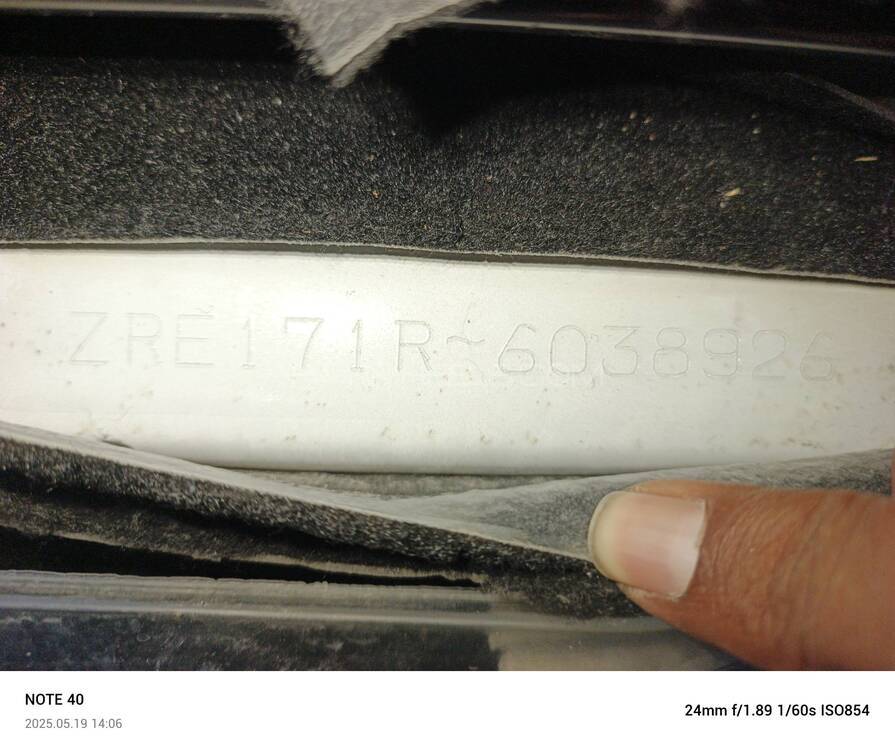 ZRE171R~6038926
NOTE 40
2025.05.19 14:06
24mm f/1.89 1/60s ISO854